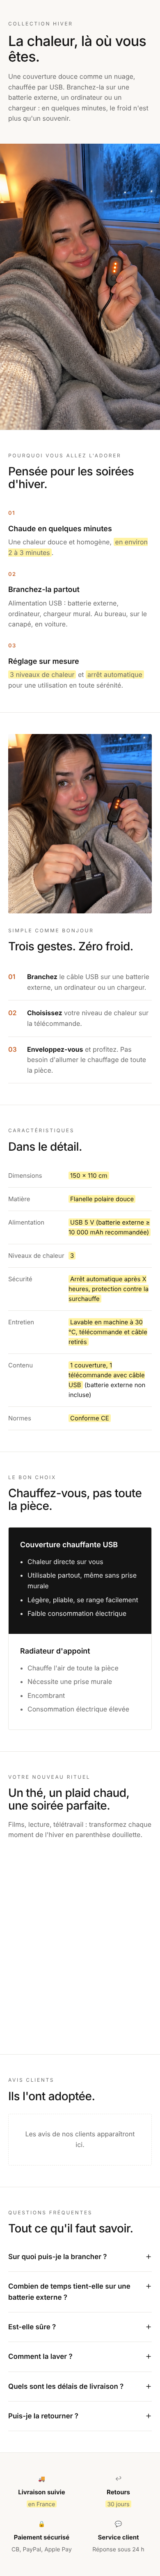 COLLECTION HIVER
La chaleur, là où vous
êtes.
Une couverture douce comme un nuage,
chauffée par USB. Branchez-la sur une
batterie externe, un ordinateur ou un
chargeur : en quelques minutes, le froid n'est
plus qu'un souvenir.
POURQUOI VOUS ALLEZ L'ADORER
Pensée pour les soirées
d'hiver.
01
Chaude en quelques minutes
Une chaleur douce et homogène, en environ
2 à 3 minutes.
02
Branchez-la partout
Alimentation USB : batterie externe,
ordinateur, chargeur mural. Au bureau, sur le
canapé, en voiture.
03
Réglage sur mesure
3 niveaux de chaleur et arrêt automatique
pour une utilisation en toute sérénité.
SIMPLE COMME BONJOUR
Trois gestes. Zéro froid.
01 Branchez le câble USB sur une batterie
externe, un ordinateur ou un chargeur.
02 Choisissez votre niveau de chaleur sur
la télécommande.
03 Enveloppez-vous et profitez. Pas
besoin d'allumer le chauffage de toute
la pièce.
CARACTÉRISTIQUES
Dans le détail.
Dimensions 150 × 110 cm
Matière Flanelle polaire douce
Alimentation USB 5 V (batterie externe ≥
10 000 mAh recommandée)
Niveaux de chaleur 3
Sécurité Arrêt automatique après X
heures, protection contre la
surchauffe
Entretien Lavable en machine à 30
°C, télécommande et câble
retirés
Contenu 1 couverture, 1
télécommande avec câble
USB (batterie externe non
incluse)
Normes Conforme CE
LE BON CHOIX
Chauffez-vous, pas toute
la pièce.
Couverture chauffante USB
• Chaleur directe sur vous
• Utilisable partout, même sans prise
murale
• Légère, pliable, se range facilement
• Faible consommation électrique
Radiateur d'appoint
• Chauffe l'air de toute la pièce
• Nécessite une prise murale
• Encombrant
• Consommation électrique élevée
VOTRE NOUVEAU RITUEL
Un thé, un plaid chaud,
une soirée parfaite.
Films, lecture, télétravail : transformez chaque
moment de l'hiver en parenthèse douillette.
AVIS CLIENTS
Ils l'ont adoptée.
Les avis de nos clients apparaîtront
ici.
QUESTIONS FRÉQUENTES
Tout ce qu'il faut savoir.
Sur quoi puis-je la brancher ? +
Combien de temps tient-elle sur une
batterie externe ? +
Est-elle sûre ? +
Comment la laver ? +
Quels sont les délais de livraison ? +
Puis-je la retourner ? +
Livraison suivie
en France
Retours
30 jours
Paiement sécurisé
CB, PayPal, Apple Pay
Service client
Réponse sous 24 h